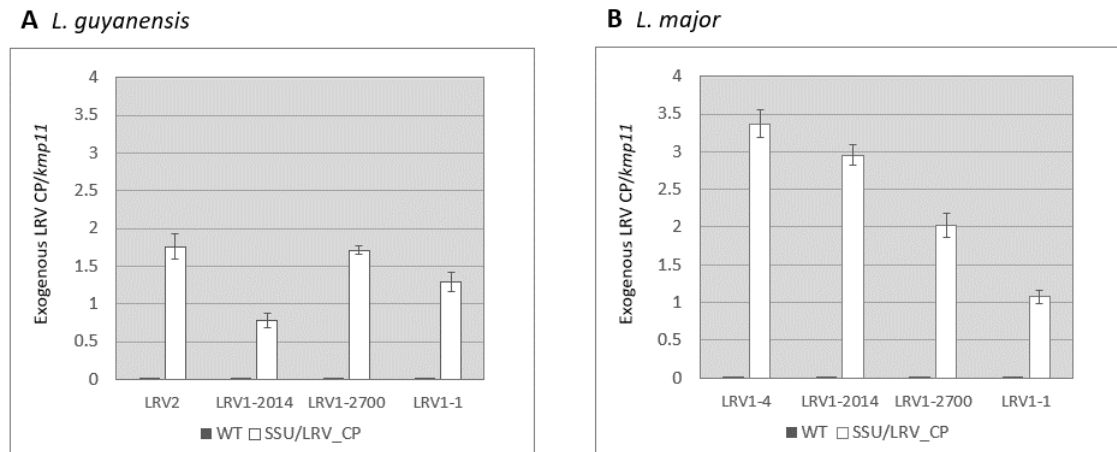 A L. guyanensis
Exogenous LRV CP/kmp11
4
3.5
3
2.5
2
1.5
1
0.5
0
LRV2 LRV1-2014 LRV1-2700 LRV1-1
WT SSU/LRV_CP
B L. major
Exogenous LRV CP/kmp11
4
3.5
3
2.5
2
1.5
1
0.5
0
LRV1-4 LRV1-2014 LRV1-2700 LRV1-1
WT SSU/LRV_CP